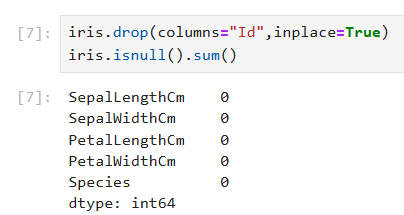 [7]: iris.drop(columns="Id",inplace=True)
iris.isnull().sum()
[7]: SepalLengthCm    0
SepalWidthCm     0
PetalLengthCm    0
PetalWidthCm     0
Species          0
dtype: int64